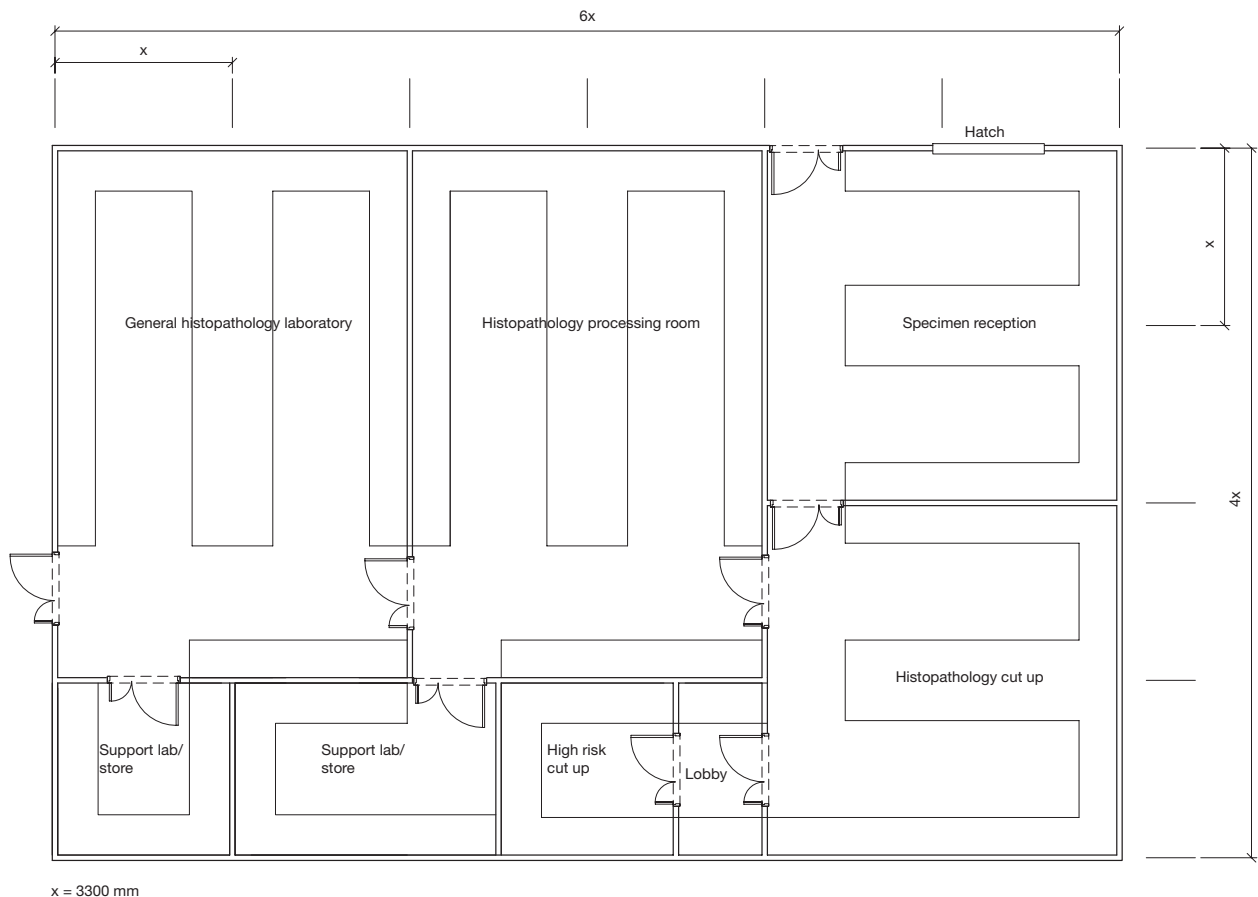 6x
x
Hatch
x
General histopathology laboratory
Histopathology processing room
Specimen reception
4x
Histopathology cut up
Support lab/
store
Support lab/
store
High risk
cut up
Lobby
x = 3300 mm